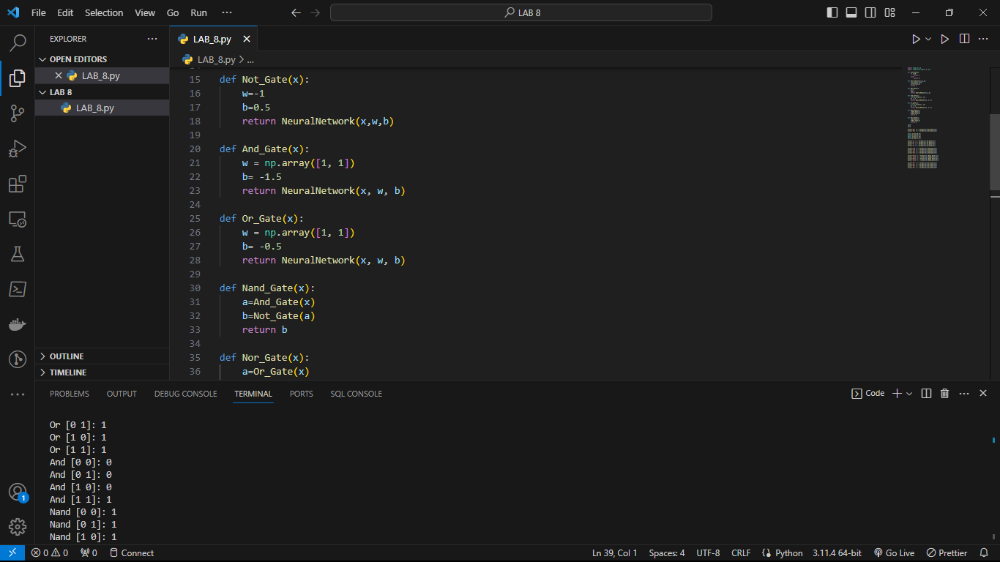 File Edit Selection View Go Run ··· LAB 8
EXPLORER ···
OPEN EDITORS
LAB_8.py
LAB 8
LAB_8.py
OUTLINE
TIMELINE
LAB_8.py
LAB_8.py > ...
15 def Not_Gate(x):
16 w=-1
17 b=0.5
18 return NeuralNetwork(x,w,b)
19
20 def And_Gate(x):
21 w = np.array([1, 1])
22 b= -1.5
23 return NeuralNetwork(x, w, b)
24
25 def Or_Gate(x):
26 w = np.array([1, 1])
27 b= -0.5
28 return NeuralNetwork(x, w, b)
29
30 def Nand_Gate(x):
31 a=And_Gate(x)
32 b=Not_Gate(a)
33 return b
34
35 def Nor_Gate(x):
36 a=Or_Gate(x)
PROBLEMS OUTPUT DEBUG CONSOLE TERMINAL PORTS SQL CONSOLE Code
Or [0 1]: 1
Or [1 0]: 1
Or [1 1]: 1
And [0 0]: 0
And [0 1]: 0
And [1 0]: 0
And [1 1]: 1
Nand [0 0]: 1
Nand [0 1]: 1
Nand [1 0]: 1
1
0 0 0 Connect Ln 39, Col 1 Spaces: 4 UTF-8 CRLF Python 3.11.4 64-bit Go Live Prettier